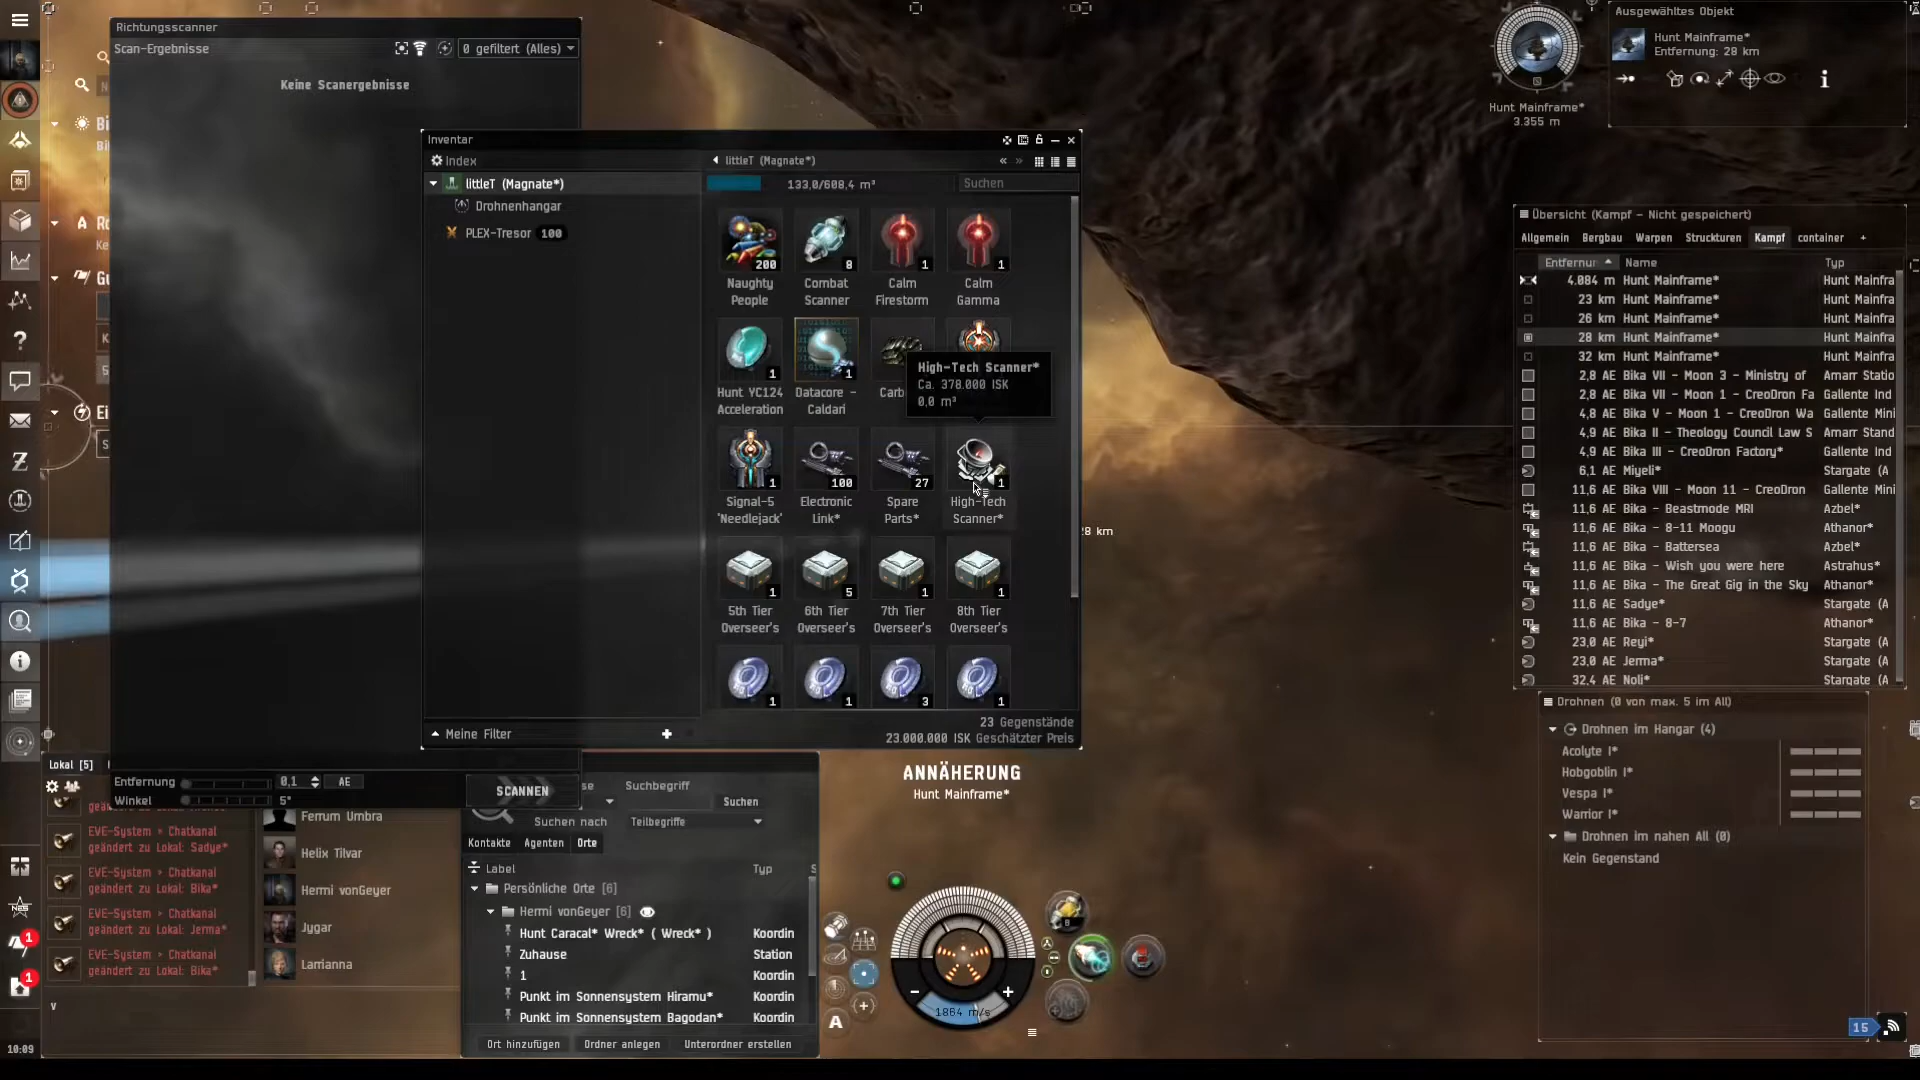 Richtungsscanner
Scan-Ergebnisse
0 gefiltert (Alles)
Keine Scanergebnisse
Inventar
Index
littleT (Magnate*)
Drohnenhangar
PLEX-Tresor 100
littleT (Magnate*)
133,0/608,4 m³
Suchen
200
8
1
1
Naughty People
Combat Scanner
Calm Firestorm
Calm Gamma
1
1
Hunt YC124 Acceleration
Datacore - Caldari
Carb
High-Tech Scanner*
Ca. 378.000 ISK
0,0 m³
1
100
27
1
Signal-5 'Needlejack'
Electronic Link*
Spare Parts*
High-Tech Scanner*
1
5
1
1
5th Tier Overseer's
6th Tier Overseer's
7th Tier Overseer's
8th Tier Overseer's
1
1
3
1
Meine Filter
23 Gegenstände
23.000.000 ISK Geschätzter Preis
Hunt Mainframe*
3.355 m
Ausgewähltes Objekt
Hunt Mainframe*
Entfernung: 28 km
Übersicht (Kampf - Nicht gespeichert)
Allgemein Bergbau Warpen Strukturen Kampf container +
Entfernur Name Typ
4.084 m Hunt Mainframe* Hunt Mainfra
23 km Hunt Mainframe* Hunt Mainfra
26 km Hunt Mainframe* Hunt Mainfra
28 km Hunt Mainframe* Hunt Mainfra
32 km Hunt Mainframe* Hunt Mainfra
2,8 AE Bika VII - Moon 3 - Ministry of Amarr Statio
2,8 AE Bika VII - Moon 1 - CreoDron Fa Gallente Ind
4,8 AE Bika V - Moon 1 - CreoDron Wa Gallente Mini
4,9 AE Bika II - Theology Council Law S Amarr Stand
4,9 AE Bika III - CreoDron Factory* Gallente Ind
6,1 AE Miyeli* Stargate (A
11,6 AE Bika VIII - Moon 11 - CreoDron Gallente Mini
11,6 AE Bika - Beastmode MRI Azbel*
11,6 AE Bika - 8-11 Moogu Athanor*
11,6 AE Bika - Battersea Azbel*
11,6 AE Bika - Wish you were here Astrahus*
11,6 AE Bika - The Great Gig in the Sky Athanor*
11,6 AE Sadye* Stargate (A
11,6 AE Bika - 8-7 Athanor*
23,0 AE Reyi* Stargate (A
23,0 AE Jerma* Stargate (A
32,4 AE Noli* Stargate (A
8 km
Drohnen (0 von max. 5 im All)
Drohnen im Hangar (4)
Acolyte I*
Hobgoblin I*
Vespa I*
Warrior I*
Drohnen im nahen All (0)
Kein Gegenstand
ANNÄHERUNG
Hunt Mainframe*
Entfernung 0,1 AE
Winkel 5°
SCANNEN
Lokal [5]
geändert zu Lokal: Amarr*
EVE-System > Chatkanal
geändert zu Lokal: Sadye*
EVE-System > Chatkanal
geändert zu Lokal: Bika*
EVE-System > Chatkanal
geändert zu Lokal: Jerma*
EVE-System > Chatkanal
geändert zu Lokal: Bika*
v
Ferrum Umbra
Helix Tilvar
Hermi vonGeyer
Jygar
Lamianna
se Suchbegriff
Suchen
Suchen nach Teilbegriffe
Kontakte Agenten Orte
Label Typ S
Persönliche Orte [6]
Hermi vonGeyer [6]
Hunt Caracal* Wreck* ( Wreck* ) Koordin
Zuhause Station
1 Koordin
Punkt im Sonnensystem Hiramu* Koordin
Punkt im Sonnensystem Bagodan* Koordin
Ort hinzufügen Ordner anlegen Unterordner erstellen
1864 m/s
8
A
1
1
10:09
15